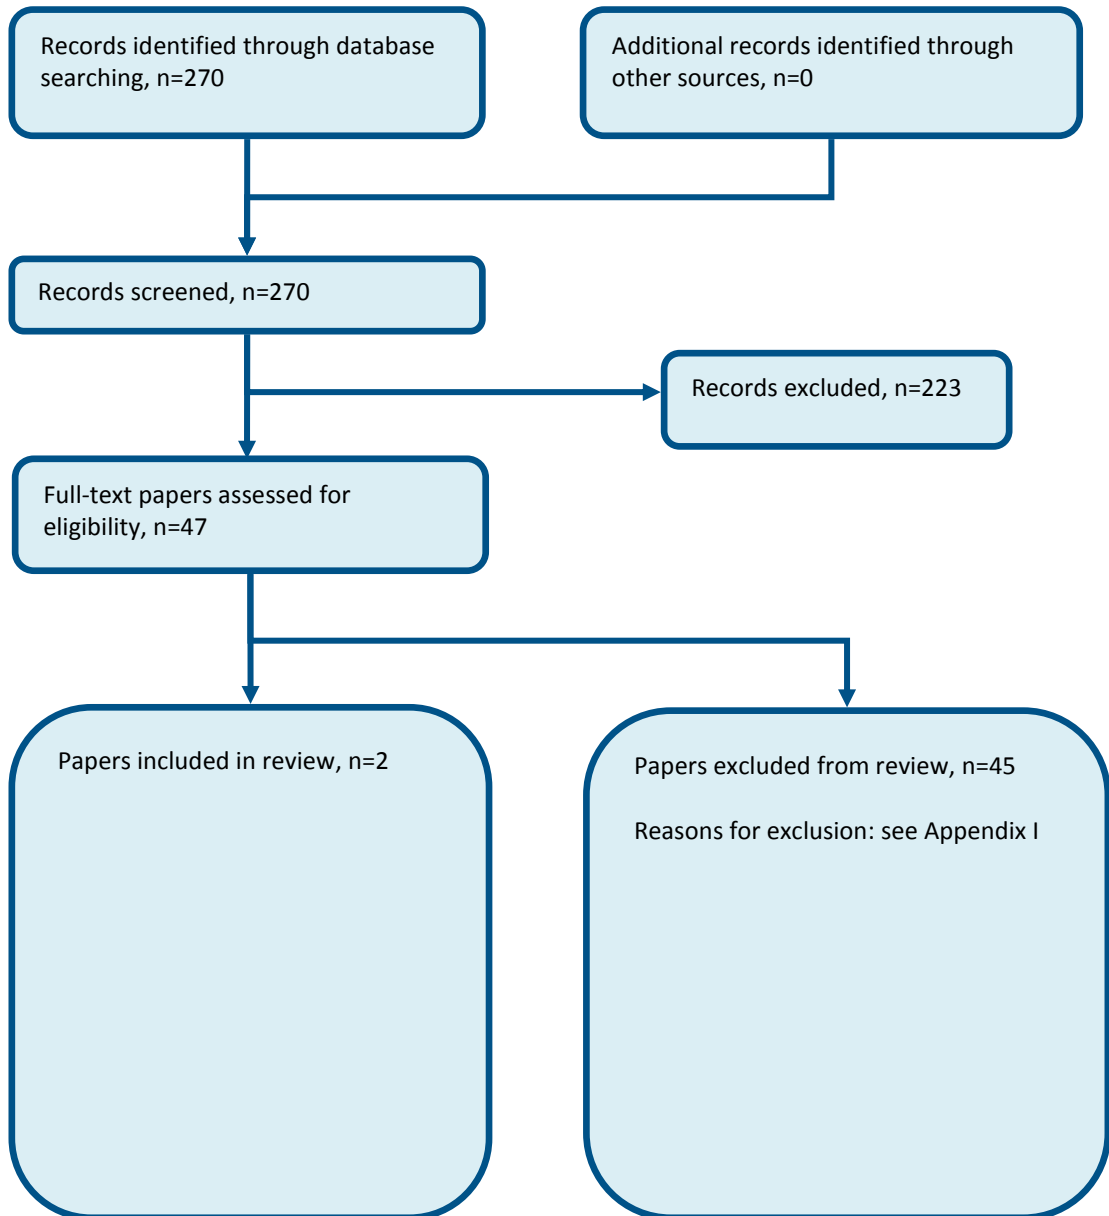 Records identified through database
searching, n=270
Additional records identified through
other sources, n=0
Records screened, n=270
Records excluded, n=223
Full-text papers assessed for
eligibility, n=47
Papers included in review, n=2
Papers excluded from review, n=45
Reasons for exclusion: see Appendix I